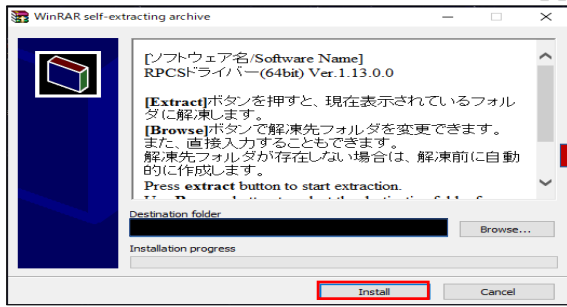 WinRAR self-extracting archive
[ソフトウェア名/Software Name]
RPCSドライバー(64bit) Ver.1.13.0.0
[Extract]ボタンを押すと、現在表示されているフォル
ダに解凍します。
[Browse]ボタンで解凍先フォルダを変更できます。
また、直接入力することもできます。
解凍先フォルダが存在しない場合は、解凍前に自動
的に作成します。
Press extract button to start extraction.
Destination folder
Browse...
Installation progress
Install
Cancel